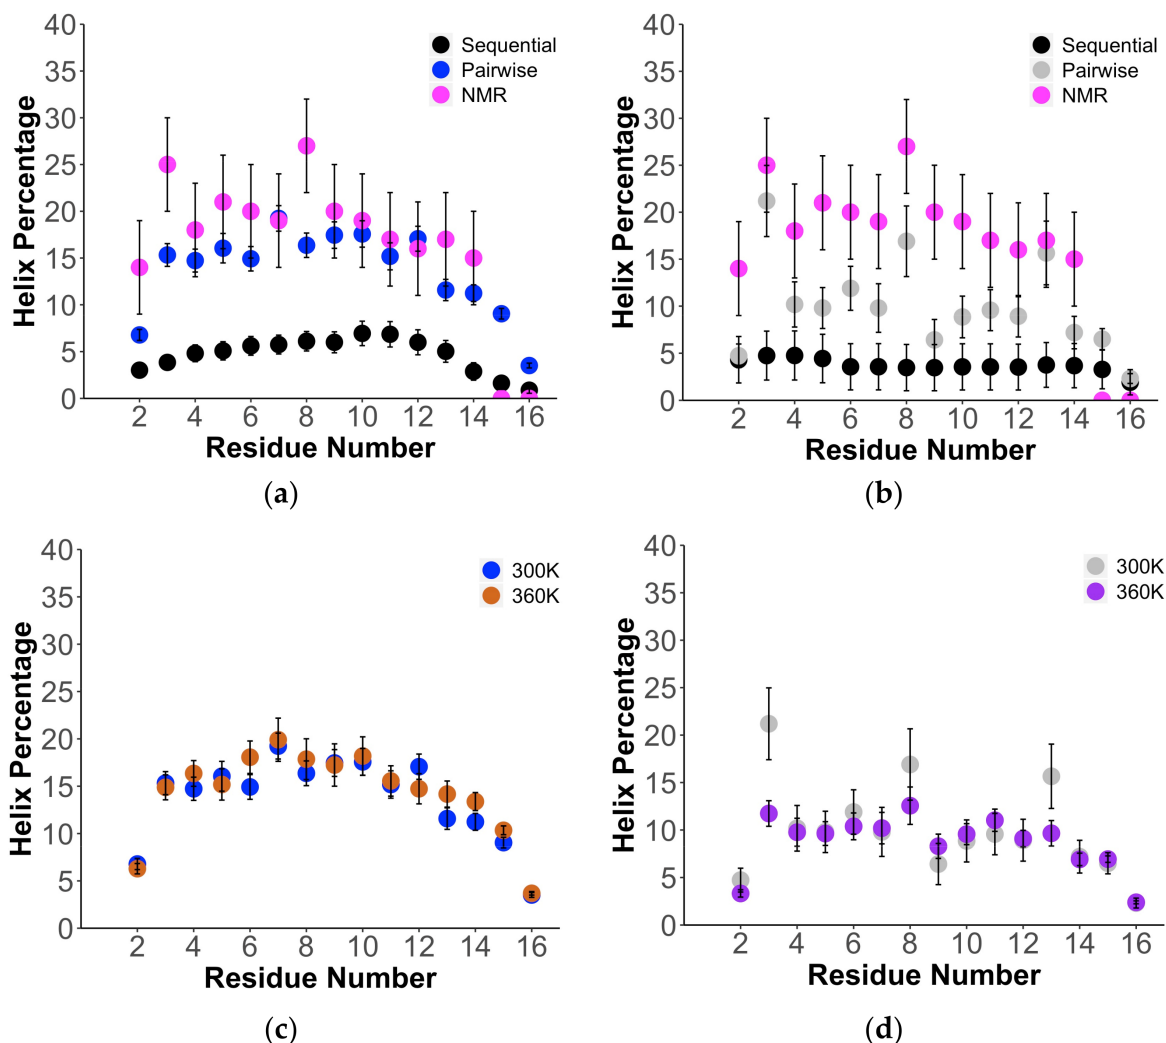 Helix Percentage
40
35
30
25
20
15
10
5
0
Sequential
Pairwise
NMR
2 4 6 8 10 12 14 16
Residue Number
(a)
Helix Percentage
40
35
30
25
20
15
10
5
0
Sequential
Pairwise
NMR
2 4 6 8 10 12 14 16
Residue Number
(b)
Helix Percentage
40
35
30
25
20
15
10
5
0
300K
360K
2 4 6 8 10 12 14 16
Residue Number
(c)
Helix Percentage
40
35
30
25
20
15
10
5
0
300K
360K
2 4 6 8 10 12 14 16
Residue Number
(d)